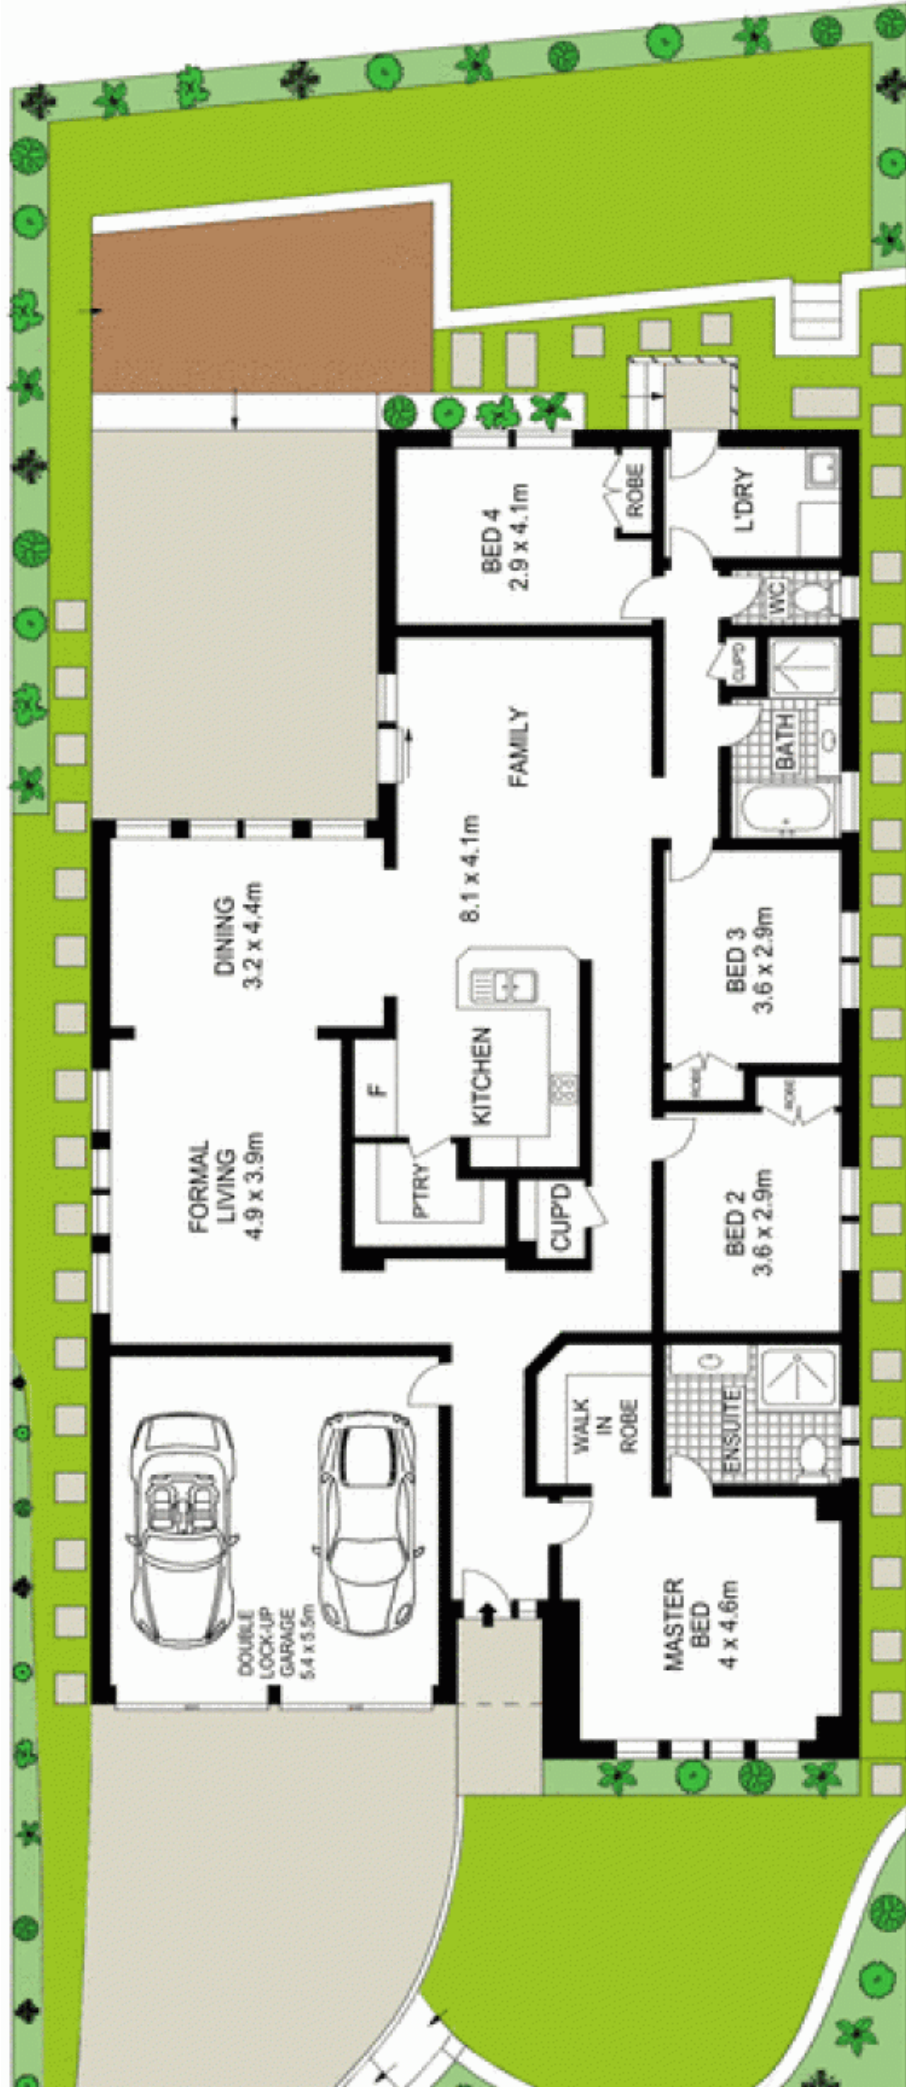 BED 4
2.9 x 4.1m
ROBE
L'DRY
WC
CUP'D
BATH
FAMILY
8.1 x 4.1m
DINING
3.2 x 4.4m
KITCHEN
F
P'TRY
CUP'D
BED 3
3.6 x 2.9m
ROBE
ROBE
FORMAL
LIVING
4.9 x 3.9m
BED 2
3.6 x 2.9m
WALK
IN
ROBE
ENSUITE
DOUBLE
LOCK-UP
GARAGE
5.4 x 5.5m
MASTER
BED
4 x 4.6m